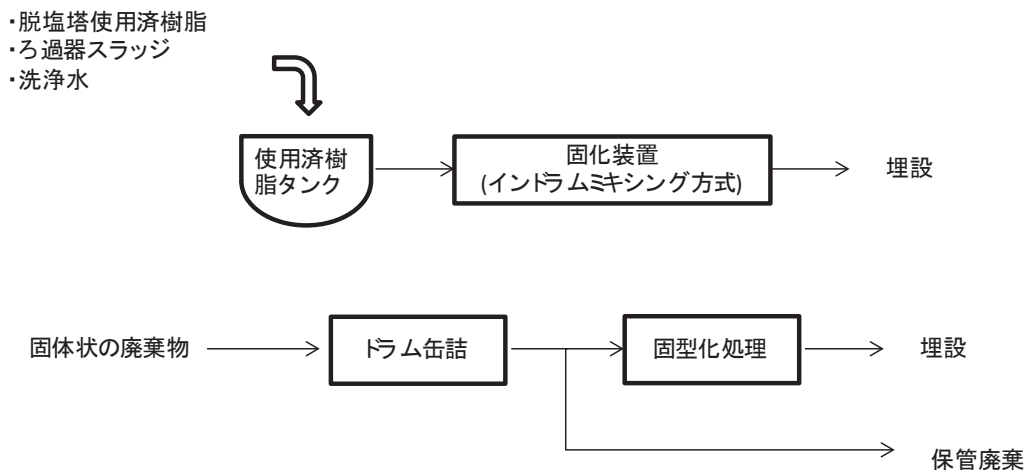 ・脱塩塔使用済樹脂
・ろ過器スラッジ
・洗浄水
使用済樹
脂タンク
固化装置
(インドラムミキシング方式)
埋設
固体状の廃棄物
ドラム缶詰
固型化処理
埋設
保管廃棄